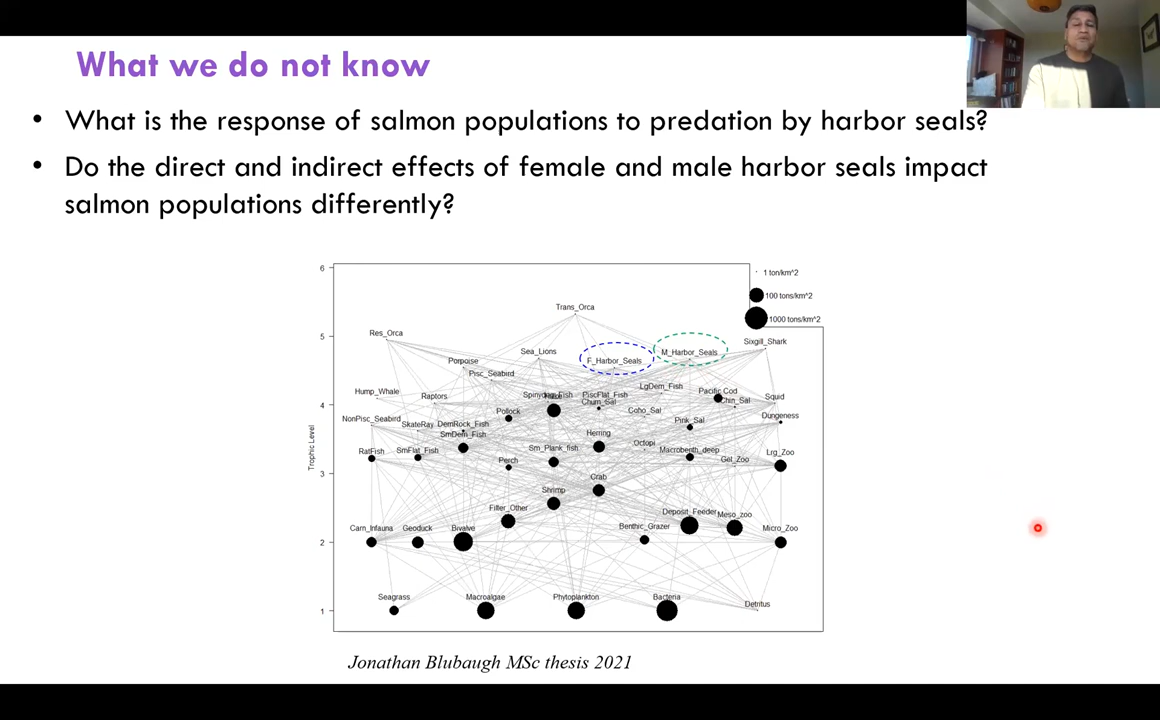 What we do not know
• What is the response of salmon populations to predation by harbor seals?
• Do the direct and indirect effects of female and male harbor seals impact
salmon populations differently?
6
1 ton/km^2
100 tons/km^2
Trans_Orca
1000 tons/km^2
5
Res_Orca
Sixgill_Shark
Sea_Lions
M_Harbor_Seals
Porpoise
F_Harbor_Seals
Pisc_Seabird
LgDem_Fish
Hump_Whale
Raptors
PiscFlat_Fish
Pacific Cod
Squid
Chum_Sal
Chin_Sal
4
Pollock
Coho_Sal
Dungeness
NonPisc_Seabird
SkateRay
DemRock_Fish
Pink_Sal
SmDem_Fish
Herring
Octopi
RatFish
SmFlat_Fish
Sm_Plank_fish
Macrobenth_deep
Lrg_Zoo
Perch
Gel_Zoo
Trophic Level
3
Crab
Shrimp
Filter_Other
Deposit_Feeder
Meso_zoo
Carn_Infauna
Geoduck
Bivalve
Benthic_Grazer
Micro_Zoo
2
Seagrass
Macroalgae
Phytoplankton
Bacteria
Detritus
1
Jonathan Blubaugh MSc thesis 2021